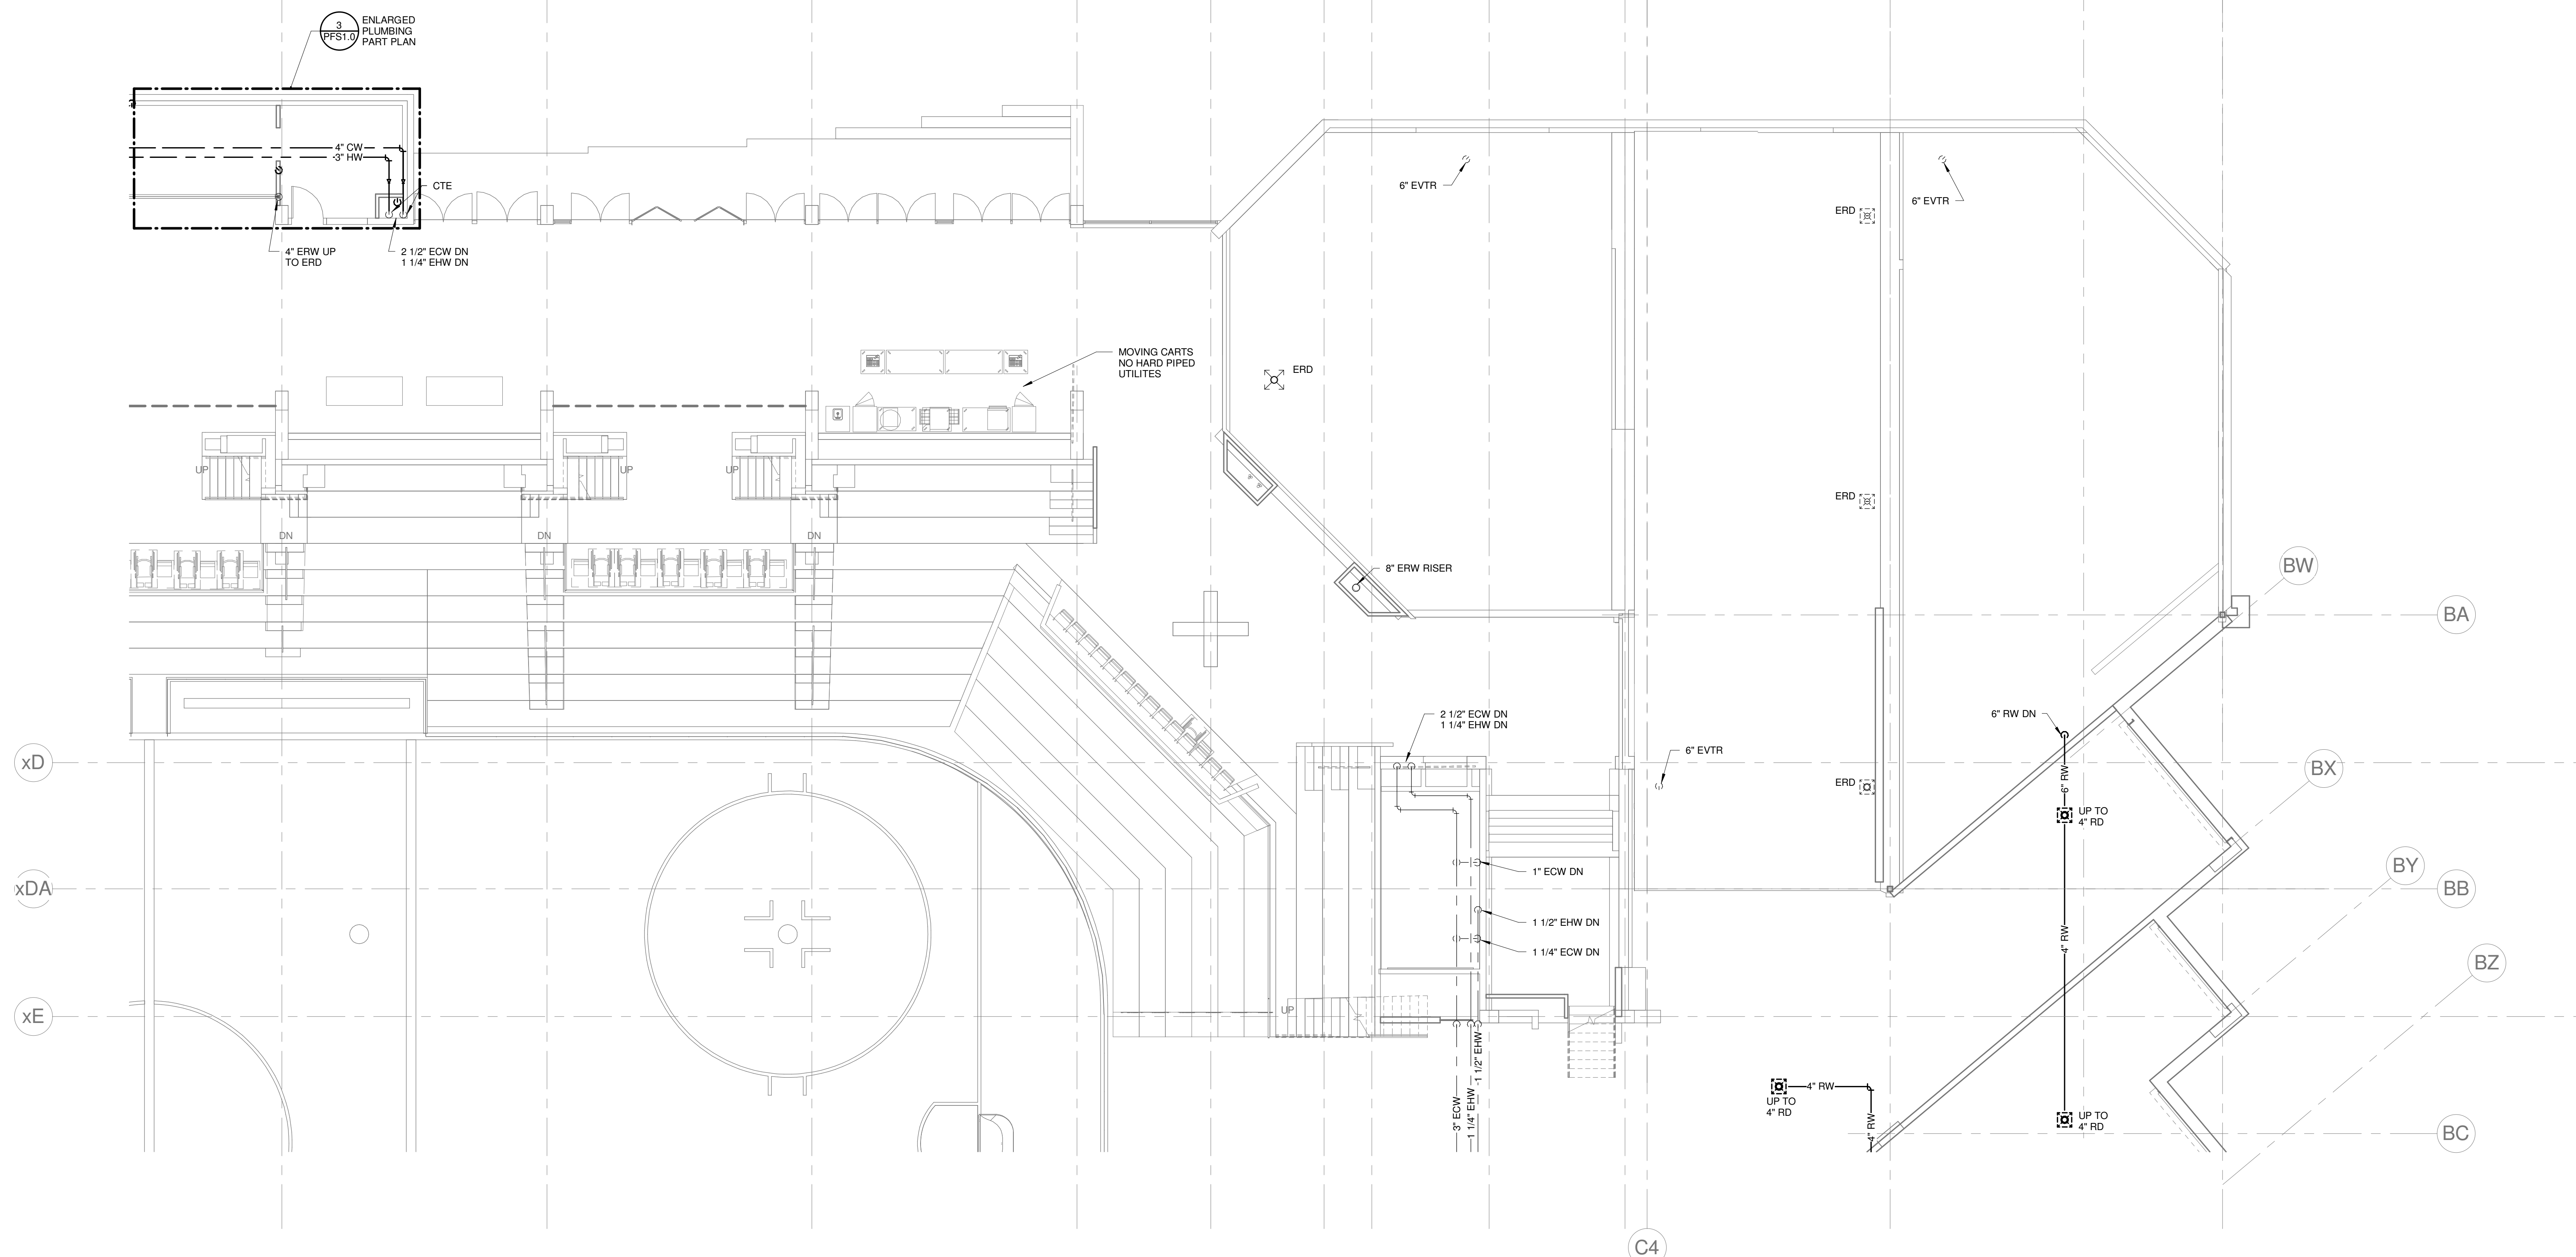 3
PFS1.0
ENLARGED
PLUMBING
PART PLAN
4" CW
3" HW
CTE
4" ERW UP
TO ERD
2 1/2" ECW DN
1 1/4" EHW DN
6" EVTR
6" EVTR
ERD
ERD
MOVING CARTS
NO HARD PIPED
UTILITES
UP
UP
UP
ERD
DN
DN
DN
8" ERW RISER
BW
BA
2 1/2" ECW DN
1 1/4" EHW DN
6" RW DN
6" EVTR
xD
BX
6" RW
ERD
UP TO
4" RD
1" ECW DN
BY
xDA
BB
1 1/2" EHW DN
4" RW
1 1/4" ECW DN
BZ
xE
UP
1 1/2" EHW
3" ECW
1 1/4" EHW
4" RW
UP TO
4" RD
4" RW
UP TO
4" RD
BC
C4